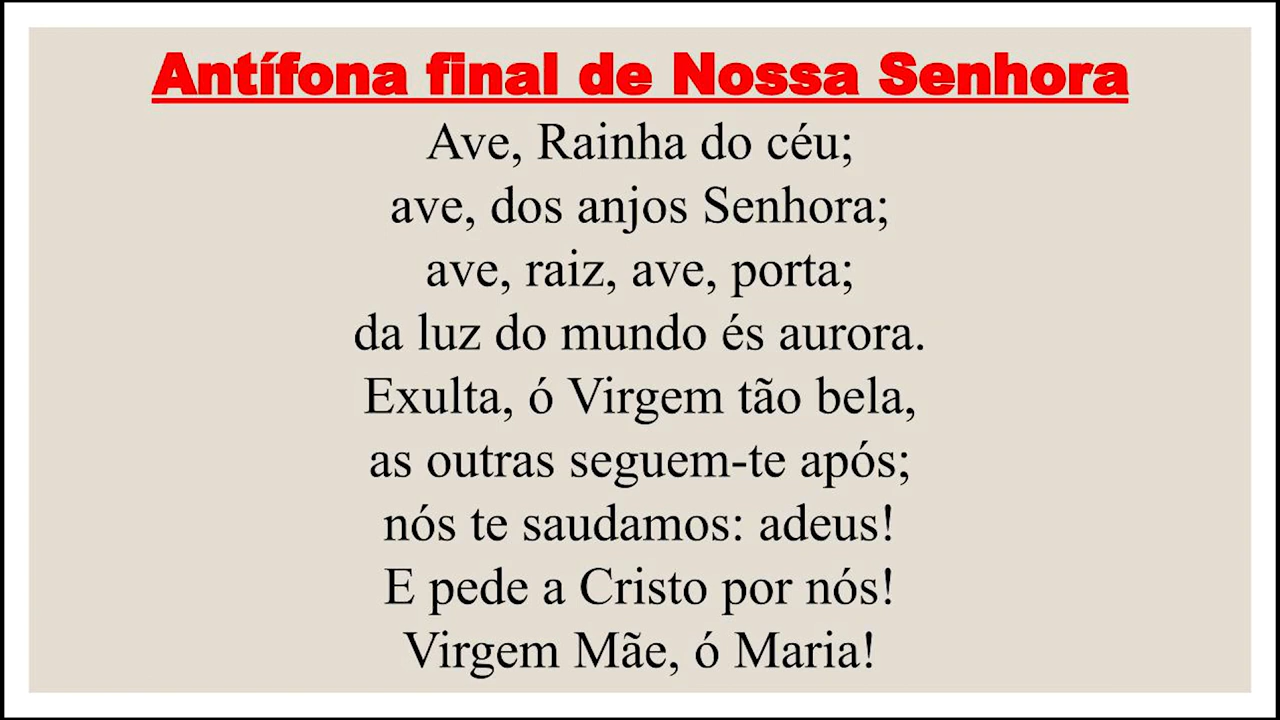 Antífona final de Nossa Senhora
Ave, Rainha do céu;
ave, dos anjos Senhora;
ave, raiz, ave, porta;
da luz do mundo és aurora.
Exulta, ó Virgem tão bela,
as outras seguem-te após;
nós te saudamos: adeus!
E pede a Cristo por nós!
Virgem Mãe, ó Maria!